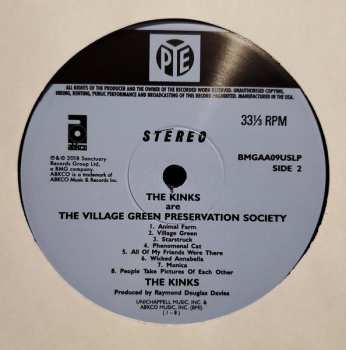 PYE
ALL RIGHTS OF THE PRODUCER AND THE OWNER OF THE RECORDED WORK RESERVED. UNAUTHORISED COPYING,
HIRING, RENTING, PUBLIC PERFORMANCE AND BROADCASTING OF THIS RECORD PROHIBITED. MANUFACTURED IN THE U.S.A.
STEREO
33⅓ RPM
℗&© 2018 Sanctuary
Records Group Ltd.,
a BMG company.
ABKCO is a trademark of
ABKCO Music & Records Inc.
BMGAA09USLP
SIDE 2
THE KINKS
are
THE VILLAGE GREEN PRESERVATION SOCIETY
1. Animal Farm
2. Village Green
3. Starstruck
4. Phenomenal Cat
5. All Of My Friends Were There
6. Wicked Annabella
7. Monica
8. People Take Pictures Of Each Other
THE KINKS
Produced by Raymond Douglas Davies
UNICHAPPELL MUSIC, INC. &
ABKCO MUSIC, INC. (BMI)
(1-8)